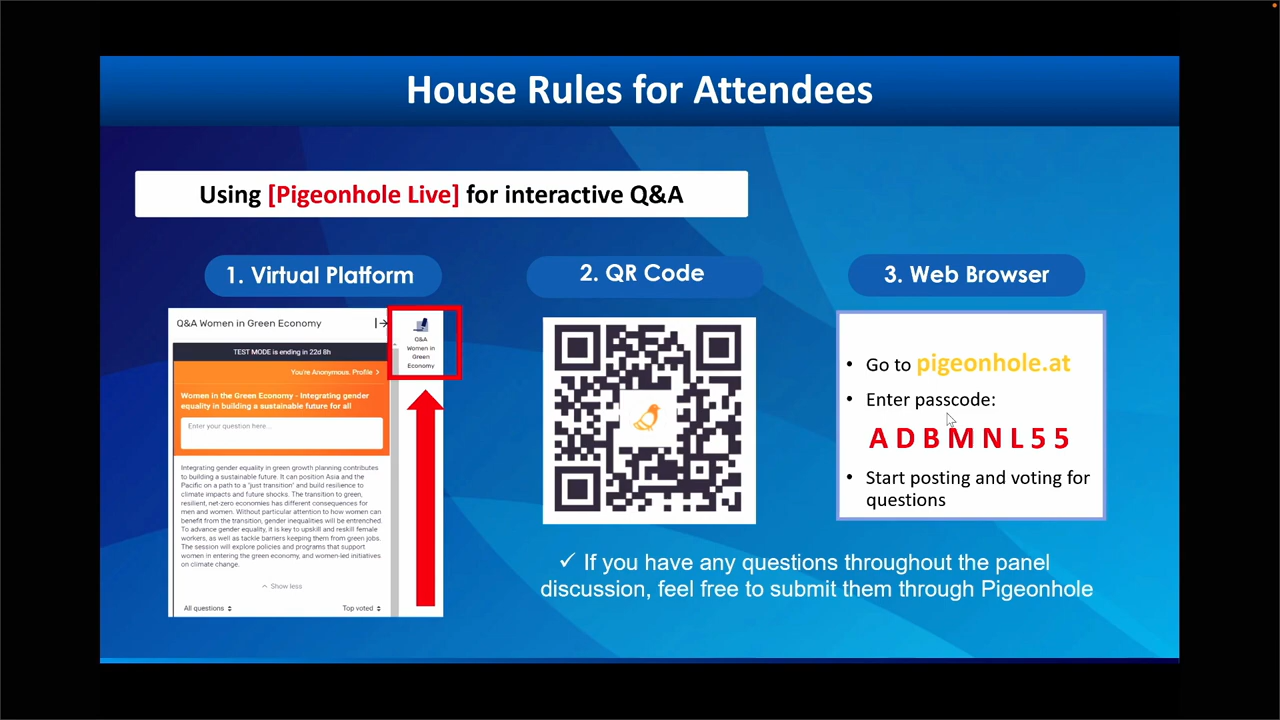 House Rules for Attendees
Using [Pigeonhole Live] for interactive Q&A
1. Virtual Platform
Q&A Women in Green Economy
Q&A
Women in
Green
Economy
TEST MODE is ending in 22d 8h
You're Anonymous. Profile
Women in the Green Economy - Integrating gender
equality in building a sustainable future for all
Enter your question here...
Integrating gender equality in green growth planning contributes
to building a sustainable future. It can position Asia and the
Pacific on a path to a "just transition" and build resilience to
climate impacts and future shocks. The transition to green,
resilient, net-zero economies has different consequences for
men and women. Without particular attention to how women can
benefit from the transition, gender inequalities will be entrenched.
To advance gender equality, it is key to upskill and reskill female
workers, as well as tackle barriers keeping them from green jobs.
The session will explore policies and programs that support
women in entering the green economy, and women-led initiatives
on climate change.
Show less
All questions
Top voted
2. QR Code
3. Web Browser
• Go to pigeonhole.at
• Enter passcode:
A D B M N L 5 5
• Start posting and voting for
questions
✓ If you have any questions throughout the panel
discussion, feel free to submit them through Pigeonhole